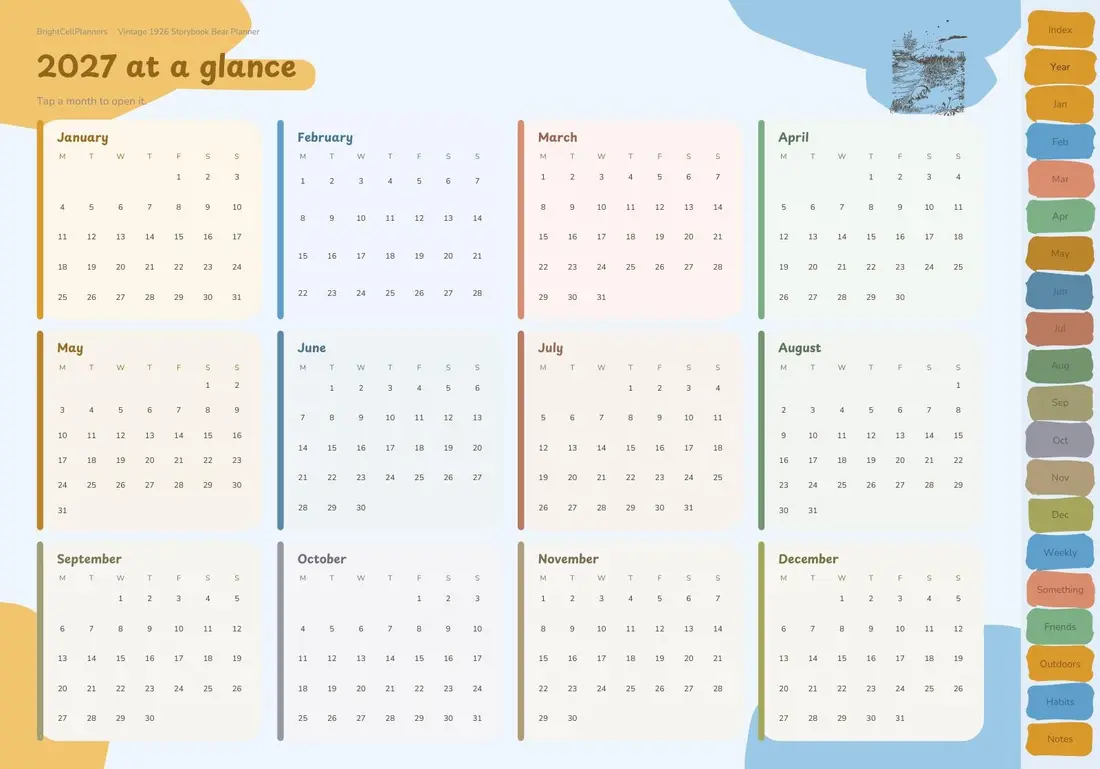 BrightCellPlanners Vintage 1926 Storybook Bear Planner
2027 at a glance
Tap a month to open it.
January
M T W T F S S
1 2 3
4 5 6 7 8 9 10
11 12 13 14 15 16 17
18 19 20 21 22 23 24
25 26 27 28 29 30 31
February
M T W T F S S
1 2 3 4 5 6 7
8 9 10 11 12 13 14
15 16 17 18 19 20 21
22 23 24 25 26 27 28
March
M T W T F S S
1 2 3 4 5 6 7
8 9 10 11 12 13 14
15 16 17 18 19 20 21
22 23 24 25 26 27 28
29 30 31
April
M T W T F S S
1 2 3 4
5 6 7 8 9 10 11
12 13 14 15 16 17 18
19 20 21 22 23 24 25
26 27 28 29 30
May
M T W T F S S
1 2
3 4 5 6 7 8 9
10 11 12 13 14 15 16
17 18 19 20 21 22 23
24 25 26 27 28 29 30
31
June
M T W T F S S
1 2 3 4 5 6
7 8 9 10 11 12 13
14 15 16 17 18 19 20
21 22 23 24 25 26 27
28 29 30
July
M T W T F S S
1 2 3 4
5 6 7 8 9 10 11
12 13 14 15 16 17 18
19 20 21 22 23 24 25
26 27 28 29 30 31
August
M T W T F S S
1
2 3 4 5 6 7 8
9 10 11 12 13 14 15
16 17 18 19 20 21 22
23 24 25 26 27 28 29
30 31
September
M T W T F S S
1 2 3 4 5
6 7 8 9 10 11 12
13 14 15 16 17 18 19
20 21 22 23 24 25 26
27 28 29 30
October
M T W T F S S
1 2 3
4 5 6 7 8 9 10
11 12 13 14 15 16 17
18 19 20 21 22 23 24
25 26 27 28 29 30 31
November
M T W T F S S
1 2 3 4 5 6 7
8 9 10 11 12 13 14
15 16 17 18 19 20 21
22 23 24 25 26 27 28
29 30
December
M T W T F S S
1 2 3 4 5
6 7 8 9 10 11 12
13 14 15 16 17 18 19
20 21 22 23 24 25 26
27 28 29 30 31
Index
Year
Jan
Feb
Mar
Apr
May
Jun
Jul
Aug
Sep
Oct
Nov
Dec
Weekly
Something
Friends
Outdoors
Habits
Notes